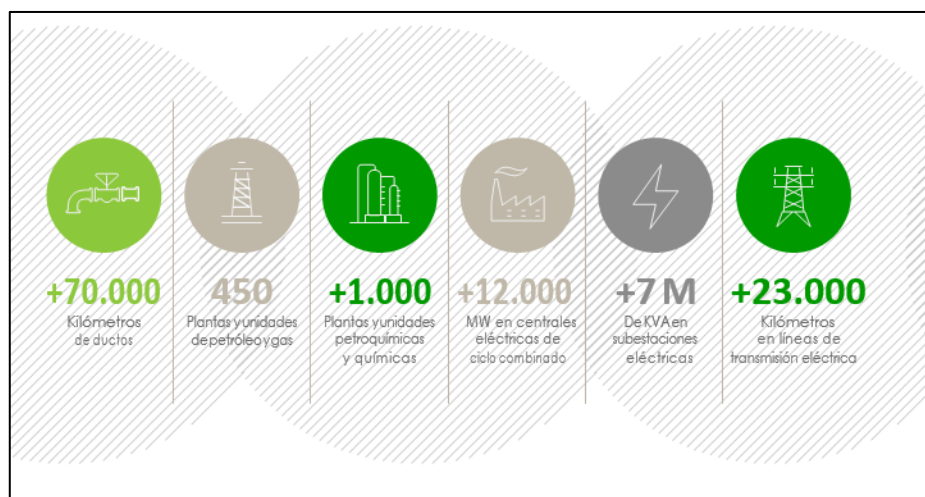 +70.000
Kilómetros
de ductos
450
Plantas y unidades
de petróleo y gas
+1.000
Plantas y unidades
petroquímicas
y químicas
+12.000
MW en centrales
eléctricas de
ciclo combinado
+7 M
De KVA en
subestaciones
eléctricas
+23.000
Kilómetros
en líneas de
transmisión eléctrica